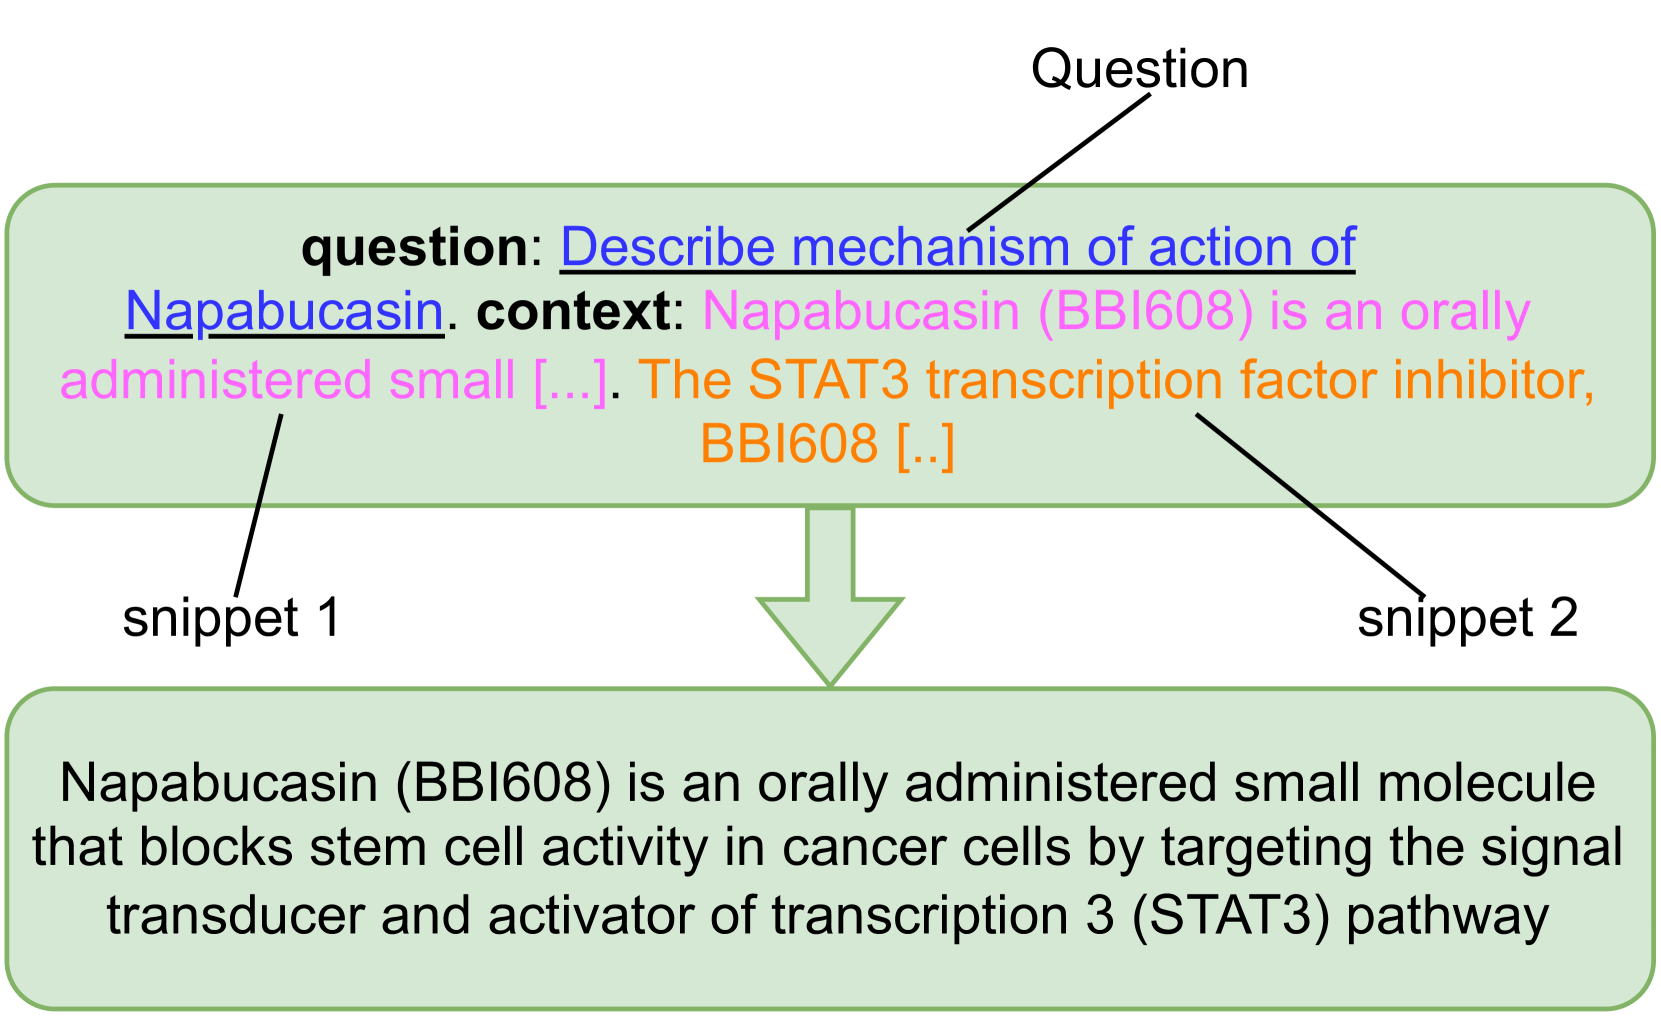 Question
question: Describe mechanism of action of
Napabucasin. context: Napabucasin (BBI608) is an orally
administered small [...]. The STAT3 transcription factor inhibitor,
BBI608 [..]
snippet 1
snippet 2
Napabucasin (BBI608) is an orally administered small molecule
that blocks stem cell activity in cancer cells by targeting the signal
transducer and activator of transcription 3 (STAT3) pathway